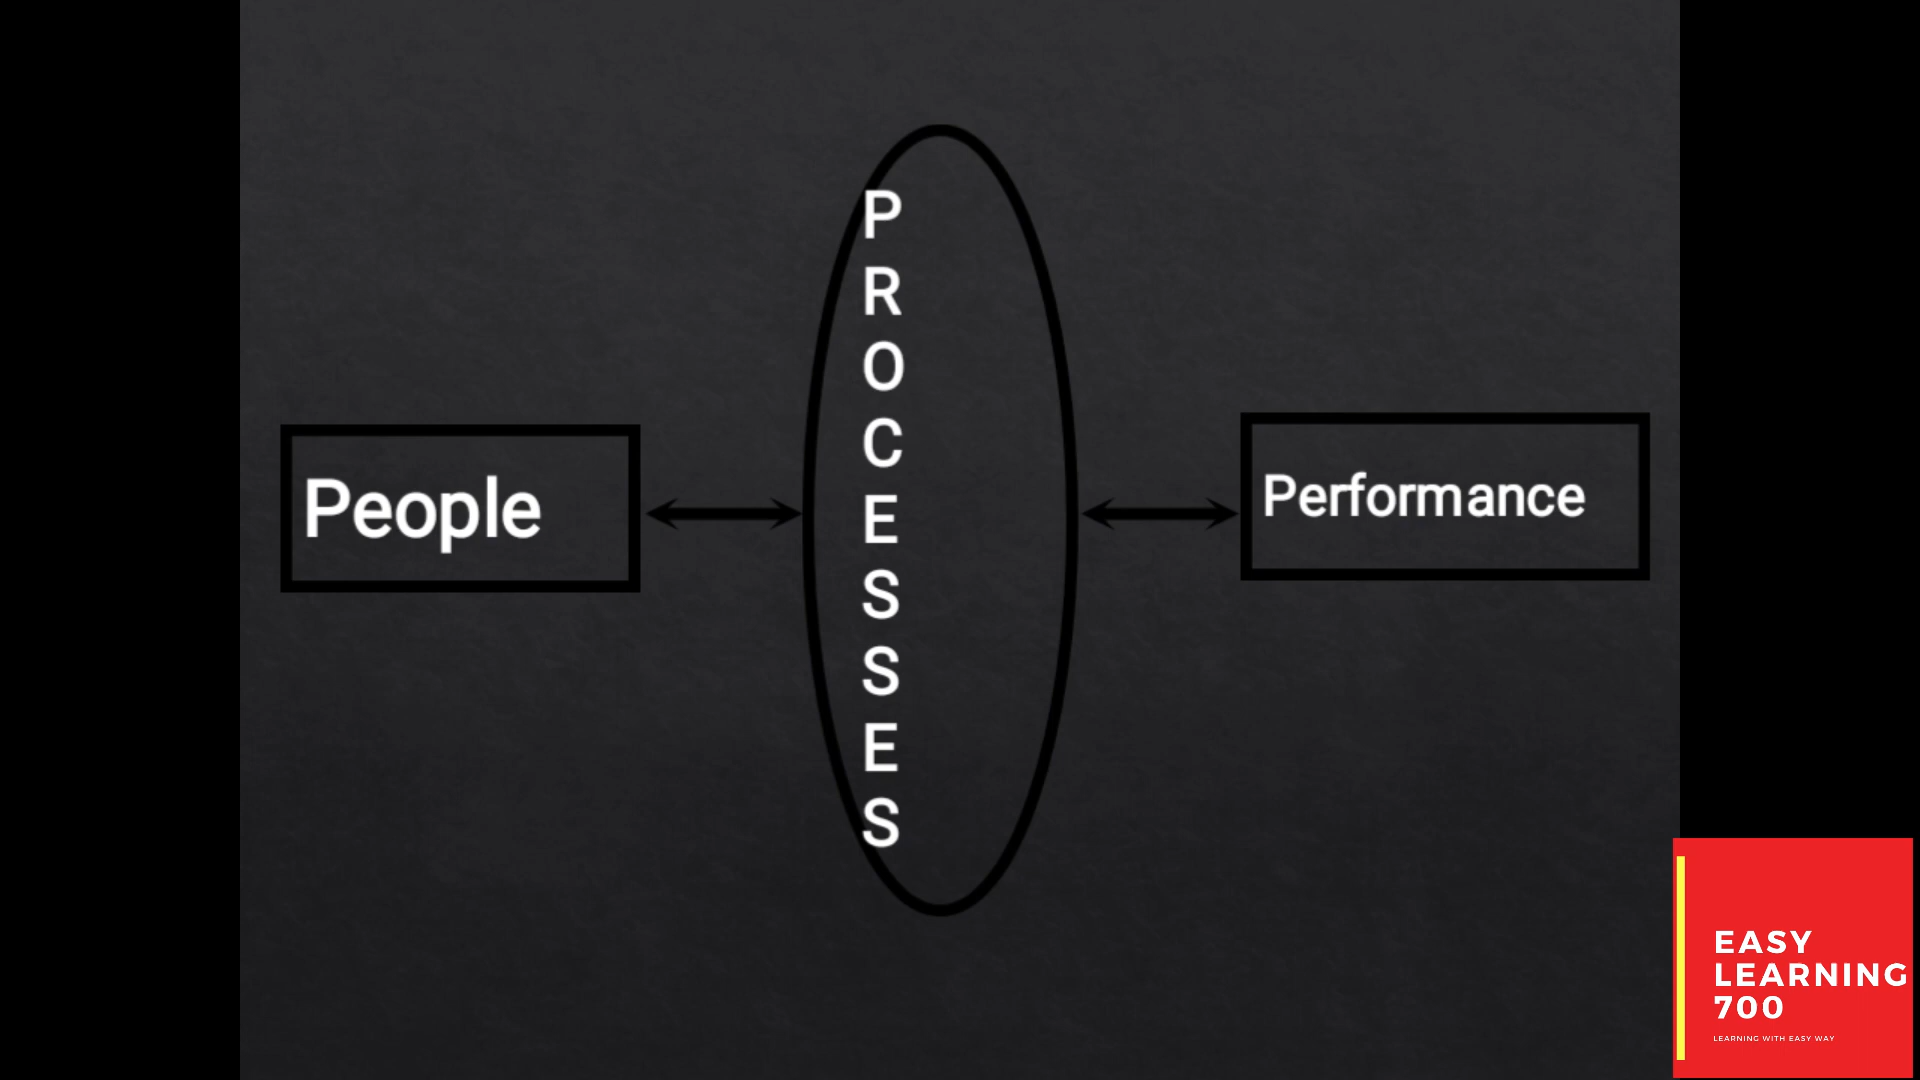 People
PROCESSES
Performance
EASY
LEARNING
700
LEARNING WITH EASY WAY